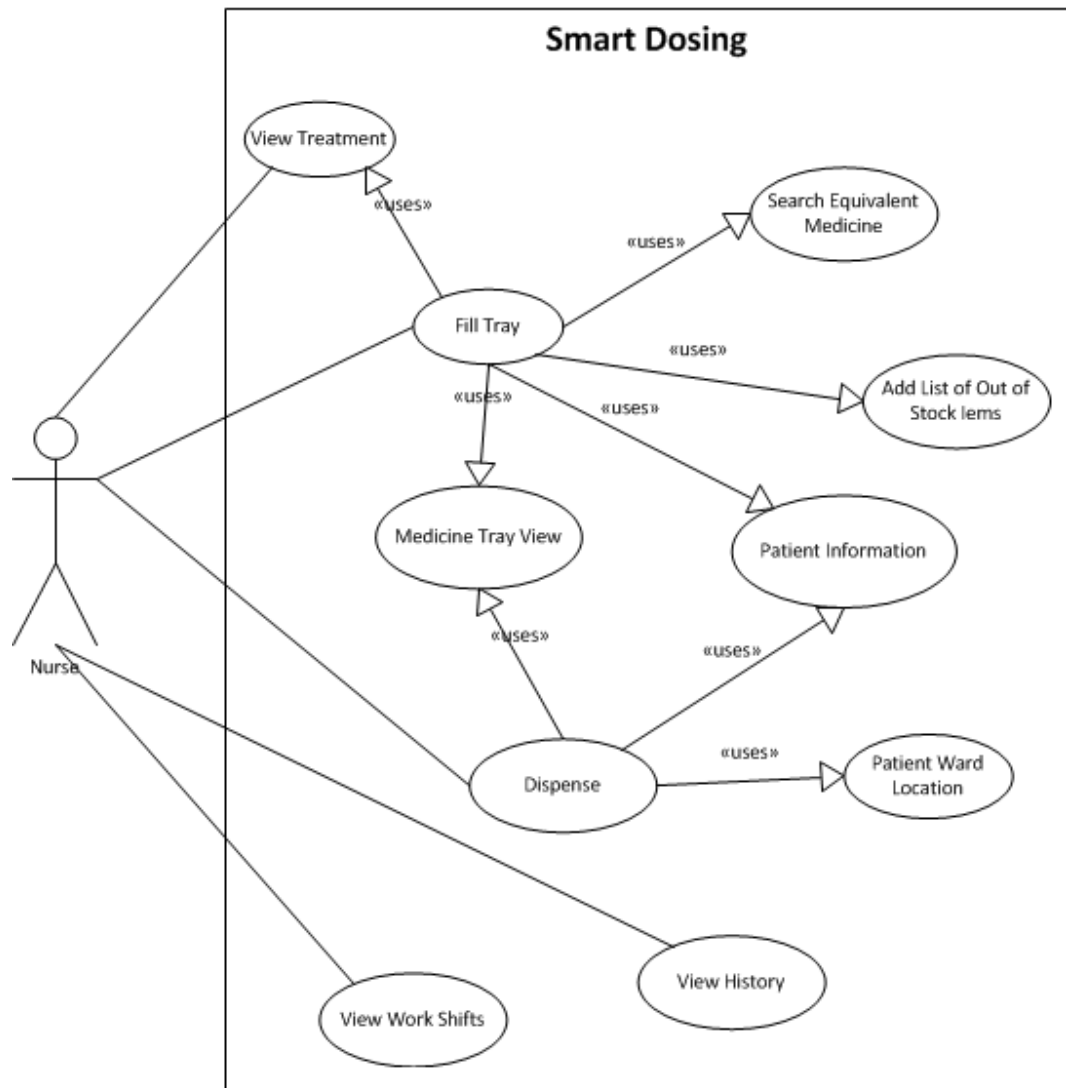 Smart Dosing
View Treatment
«uses»
Search Equivalent
Medicine
«uses»
Fill Tray
«uses»
Add List of Out of
Stock Iems
«uses»
«uses»
Medicine Tray View
Patient Information
«uses»
«uses»
Nurse
«uses»
Patient Ward
Location
Dispense
View History
View Work Shifts